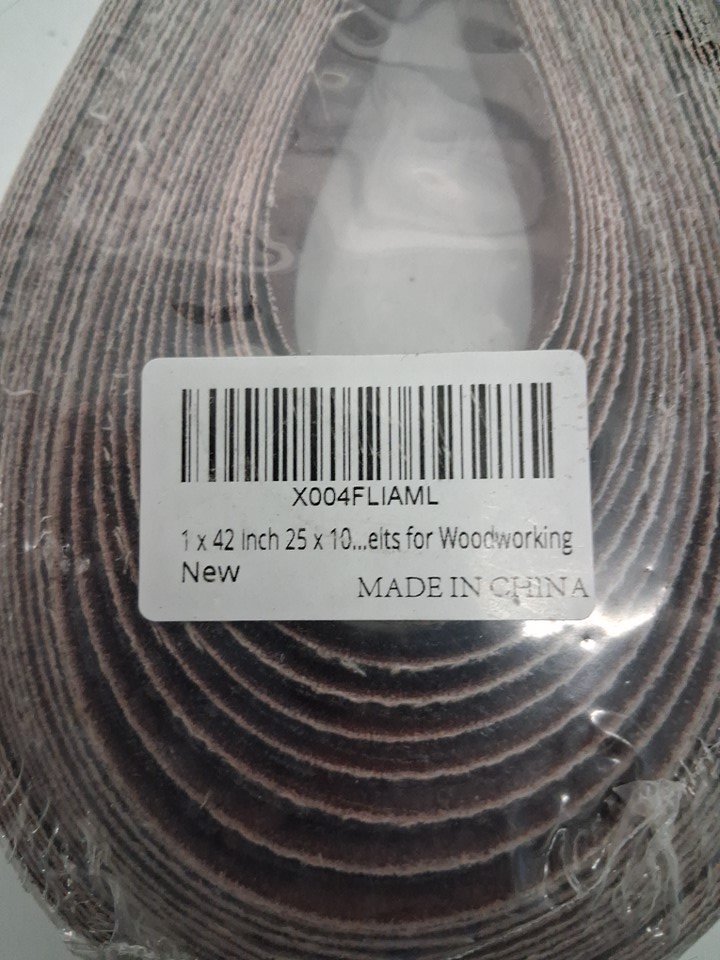 X004FLIAML
1 x 42 Inch 25 x 10...elts for Woodworking
New
MADE IN CHINA